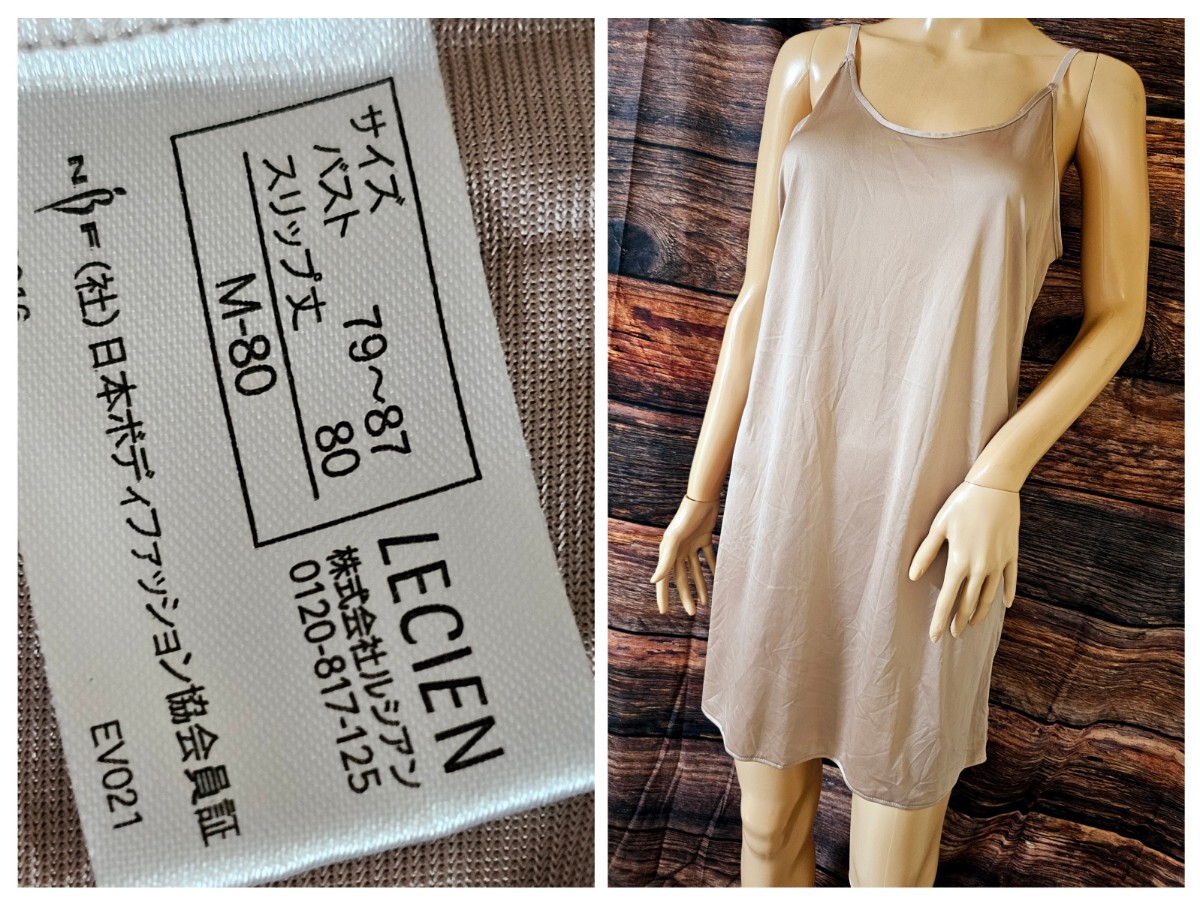 サイズ
バスト 79～87
スリップ丈 80
M-80
LECIEN
株式会社ルシアン
0120-817-125
NBF (社)日本ボディファッション協会会員証
EV021